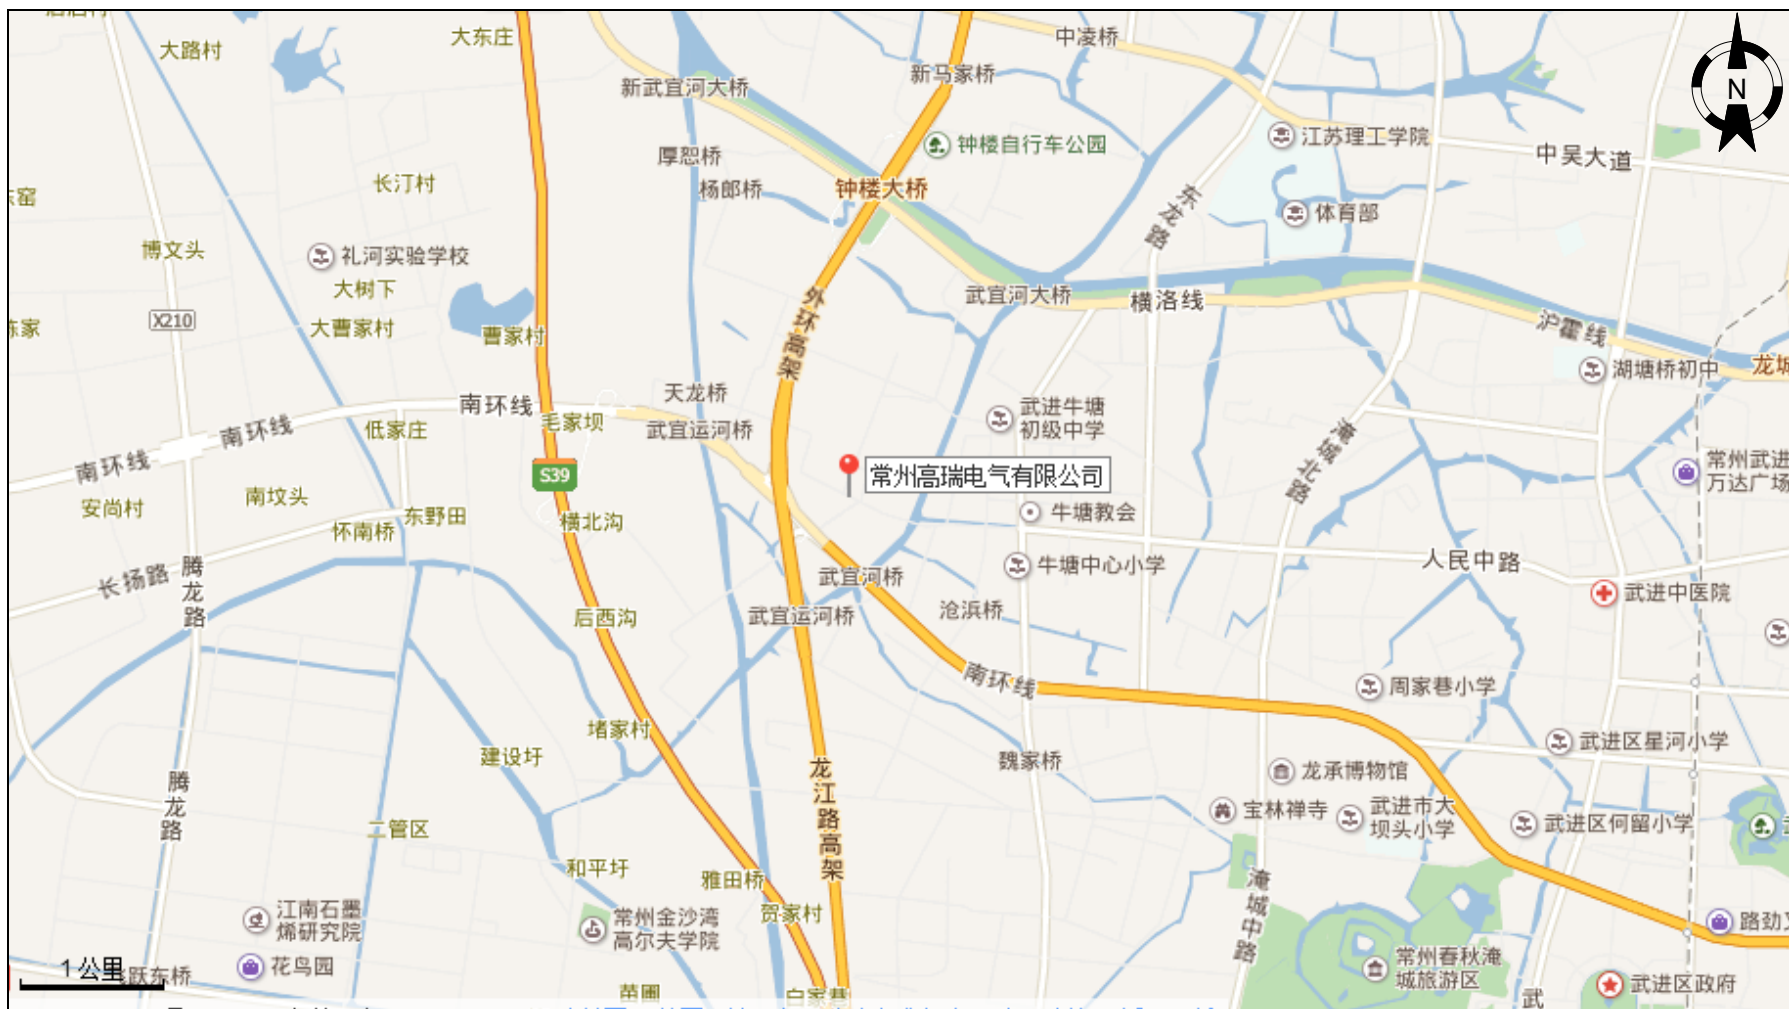 大路村
大东庄
中凌桥
新马家桥
新武宜河大桥
N
钟楼自行车公园
江苏理工学院
中吴大道
厚恕桥
长汀村
杨郎桥
钟楼大桥
东龙路
体育部
博文头
礼河实验学校
大树下
武宜河大桥
横洛线
外环高架
X210
大曹家村
曹家村
沪霍线
湖塘桥初中
天龙桥
南环线
武进牛塘
初级中学
毛家坝
武宜运河桥
低家庄
南环线
淹城北路
南环线
S39
常州高瑞电气有限公司
常州武进
万达广场
南坟头
安尚村
东野田
横北沟
怀南桥
牛塘教会
人民中路
牛塘中心小学
长扬路
腾龙路
武宜河桥
武进中医院
沧浜桥
武宜运河桥
后西沟
南环线
周家巷小学
堵家村
建设圩
魏家桥
武进区星河小学
龙承博物馆
龙江路高架
腾龙路
宝林禅寺
武进市大
坝头小学
武进区何留小学
二管区
和平圩
雅田桥
贺家村
淹城中路
江南石墨
烯研究院
常州金沙湾
高尔夫学院
常州春秋淹
城旅游区
花鸟园
1 公里
跃东桥
武进区政府
苗圃
白家巷
武